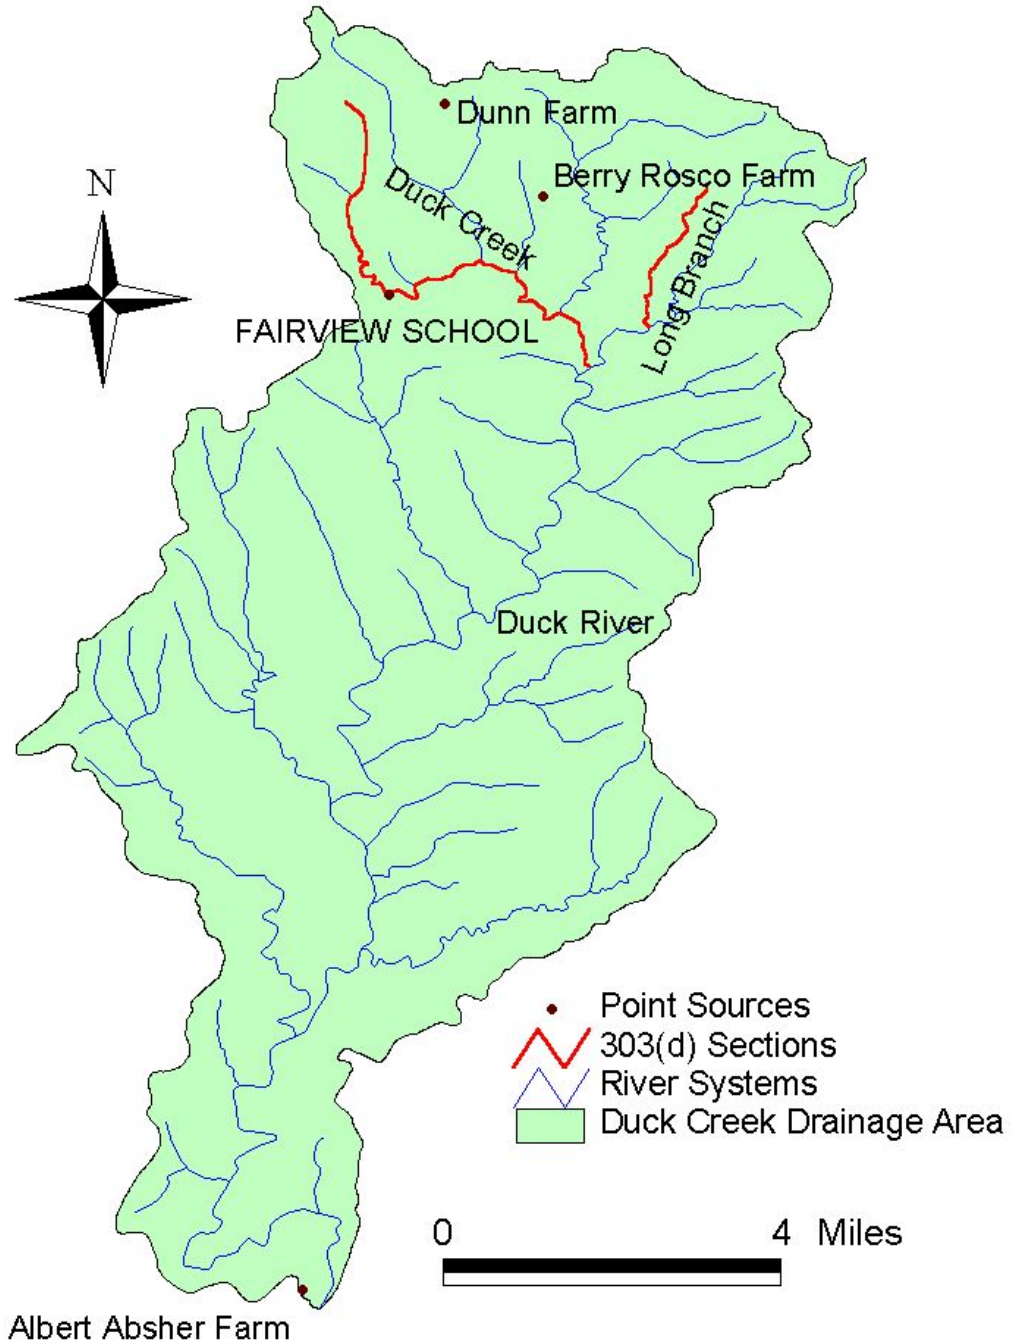 Dunn Farm
N
Berry Rosco Farm
Duck Creek
Long Branch
FAIRVIEW SCHOOL
Duck River
Point Sources
303(d) Sections
River Systems
Duck Creek Drainage Area
0 4 Miles
Albert Absher Farm